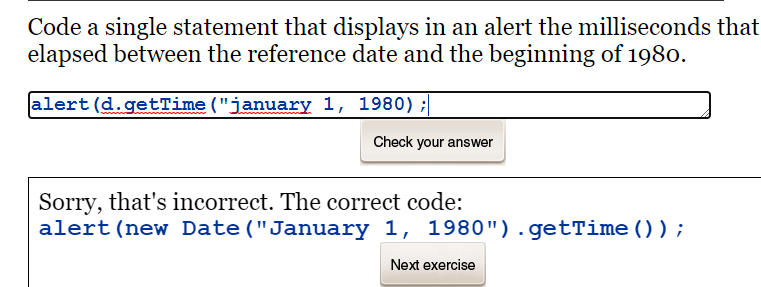 Code a single statement that displays in an alert the milliseconds that
elapsed between the reference date and the beginning of 1980.
alert(d.getTime("january 1, 1980);
Check your answer
Sorry, that's incorrect. The correct code:
alert(new Date("January 1, 1980").getTime());
Next exercise